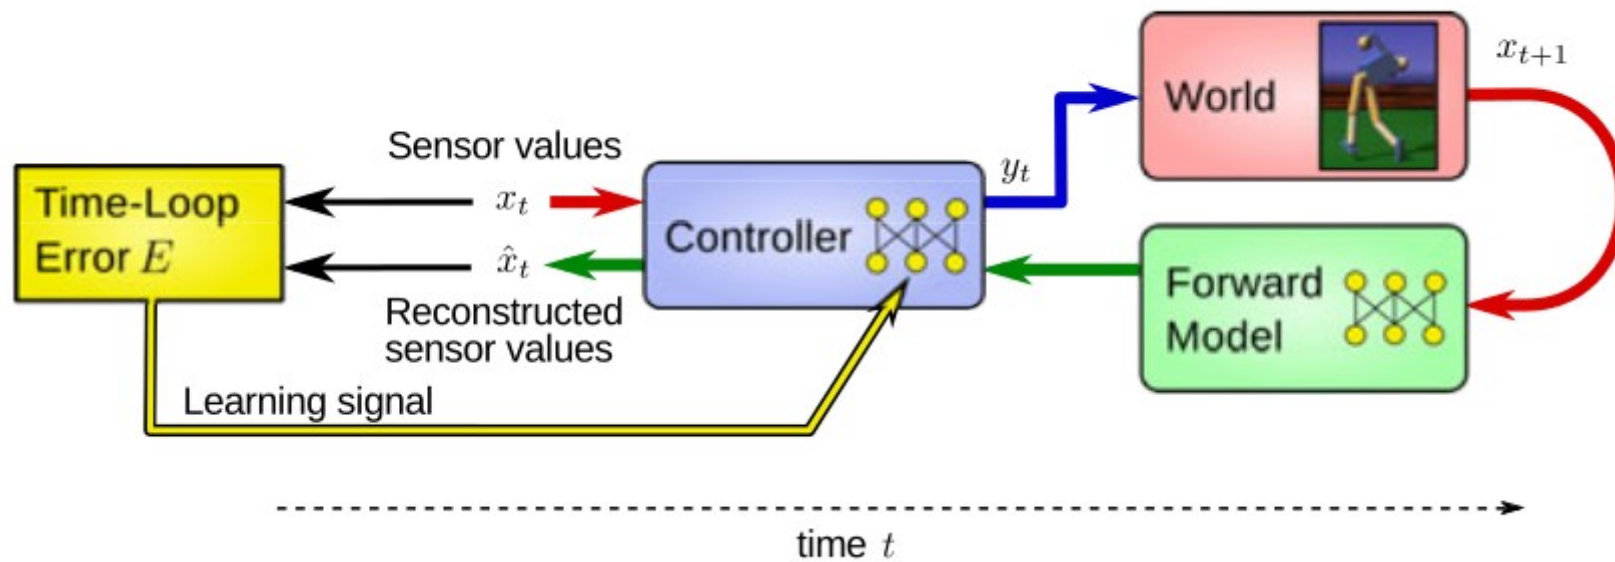 Sensor values
Time-Loop
Error E
x_t
x̂_t
Reconstructed
sensor values
Learning signal
Controller
y_t
World
x_{t+1}
Forward
Model
time t